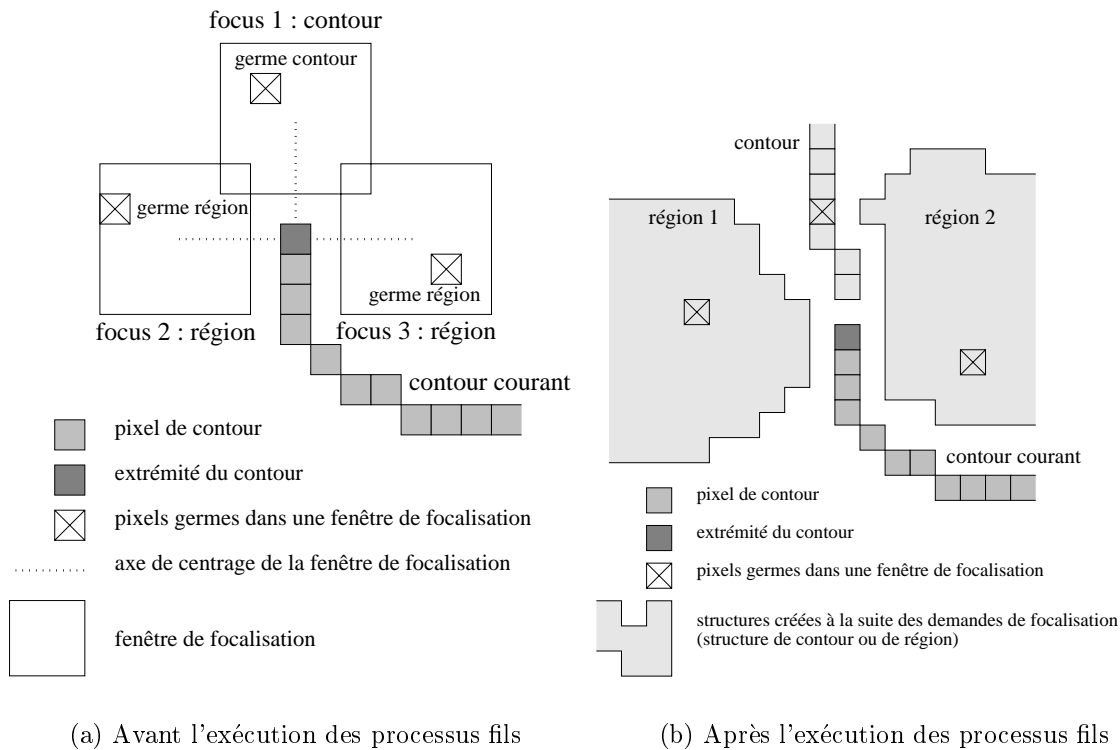 focus 1 : contour
germe contour
germe région
germe région
focus 2 : région
focus 3 : région
contour courant
pixel de contour
extrémité du contour
pixels germes dans une fenêtre de focalisation
axe de centrage de la fenêtre de focalisation
fenêtre de focalisation
(a) Avant l'exécution des processus fils
contour
région 1
région 2
contour courant
pixel de contour
extrémité du contour
pixels germes dans une fenêtre de focalisation
structures créées à la suite des demandes de focalisation
(structure de contour ou de région)
(b) Après l'exécution des processus fils